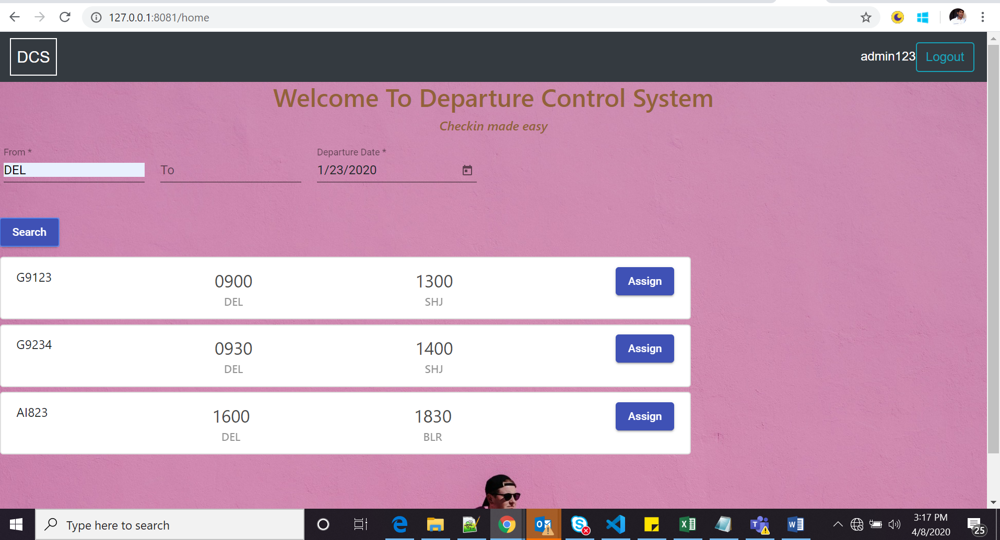 127.0.0.1:8081/home
DCS
admin123 Logout
Welcome To Departure Control System
Checkin made easy
From * Departure Date *
DEL To 1/23/2020
Search
G9123 0900 1300 Assign
DEL SHJ
G9234 0930 1400 Assign
DEL SHJ
AI823 1600 1830 Assign
DEL BLR
Type here to search
3:17 PM
4/8/2020
25